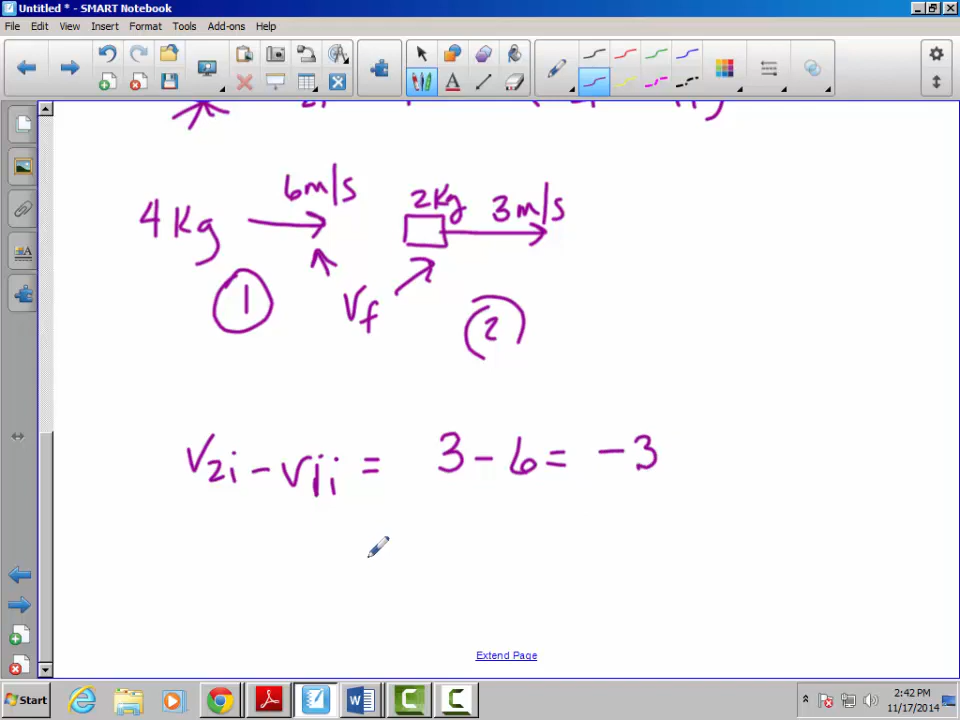 Untitled * - SMART Notebook
File Edit View Insert Format Tools Add-ons Help
6m/s
4 Kg
2Kg
3 m/s
1
Vf
2
V2i - V1i = 3 - 6 = -3
Extend Page
Start
2:42 PM
11/17/2014